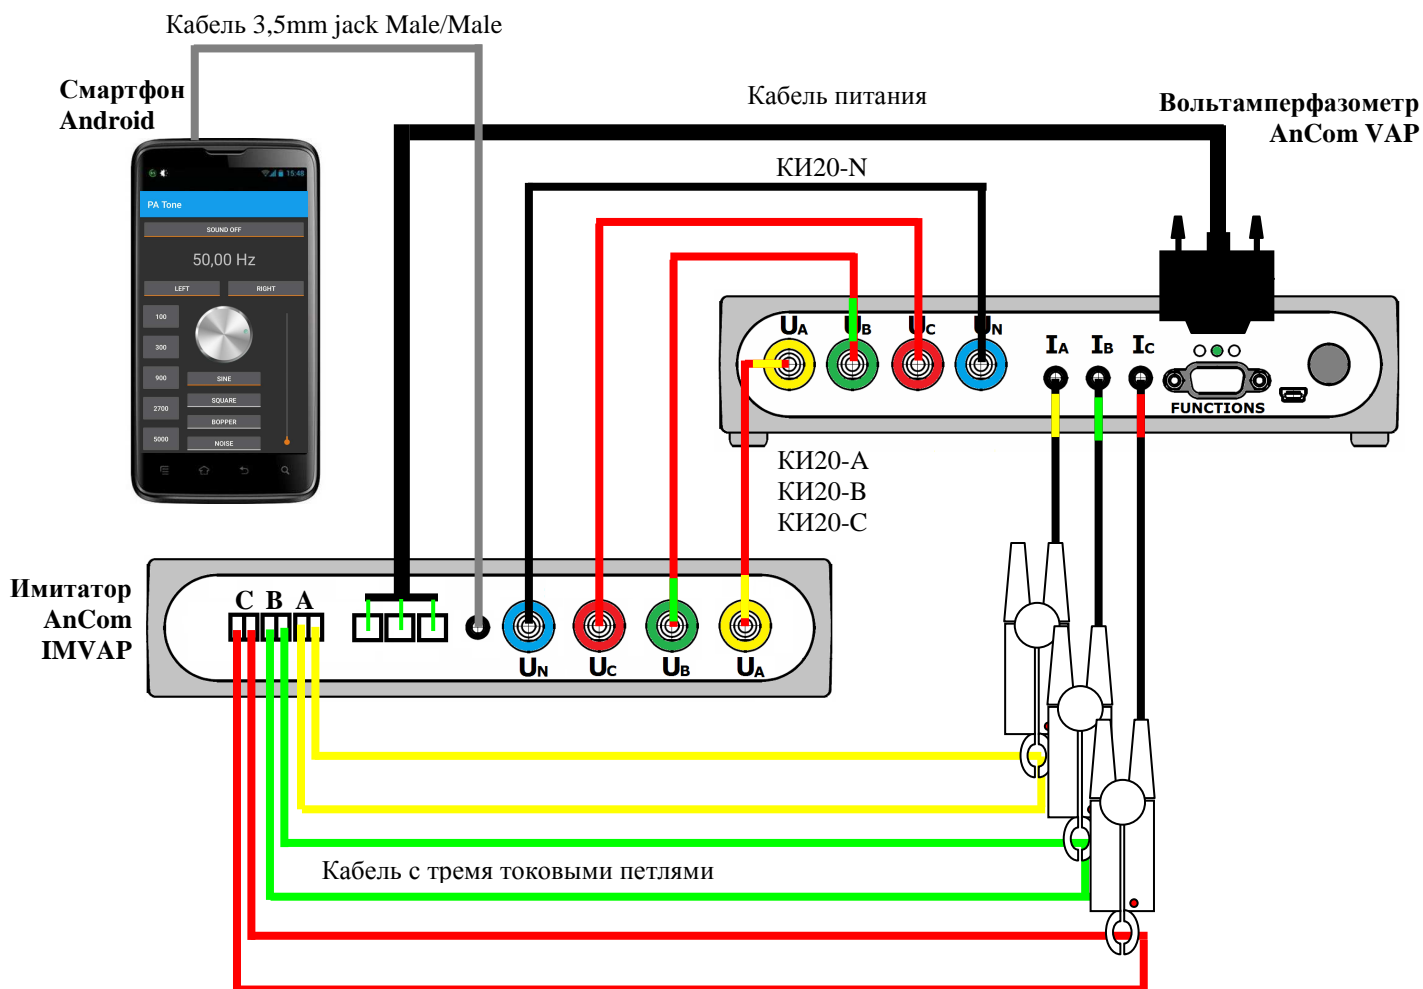 Кабель 3,5mm jack Male/Male
Смартфон
Android
Кабель питания
Вольтамперфазометр
AnCom VAP
КИ20-N
15:48
PA Tone
SOUND OFF
50,00 Hz
LEFT
RIGHT
100
300
900
2700
5000
SINE
SQUARE
BOPPER
NOISE
UA
UB
UC
UN
IA
IB
IC
FUNCTIONS
КИ20-А
КИ20-В
КИ20-С
Имитатор
AnCom
IMVAP
C B A
UN
UC
UB
UA
Кабель с тремя токовыми петлями